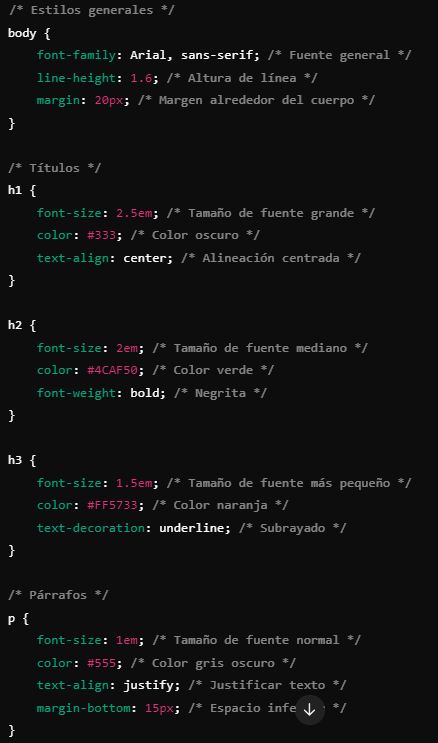 /* Estilos generales */
body {
    font-family: Arial, sans-serif; /* Fuente general */
    line-height: 1.6; /* Altura de línea */
    margin: 20px; /* Margen alrededor del cuerpo */
}
/* Títulos */
h1 {
    font-size: 2.5em; /* Tamaño de fuente grande */
    color: #333; /* Color oscuro */
    text-align: center; /* Alineación centrada */
}
h2 {
    font-size: 2em; /* Tamaño de fuente mediano */
    color: #4CAF50; /* Color verde */
    font-weight: bold; /* Negrita */
}
h3 {
    font-size: 1.5em; /* Tamaño de fuente más pequeño */
    color: #FF5733; /* Color naranja */
    text-decoration: underline; /* Subrayado */
}
/* Párrafos */
p {
    font-size: 1em; /* Tamaño de fuente normal */
    color: #555; /* Color gris oscuro */
    text-align: justify; /* Justificar texto */
    margin-bottom: 15px; /* Espacio */
}